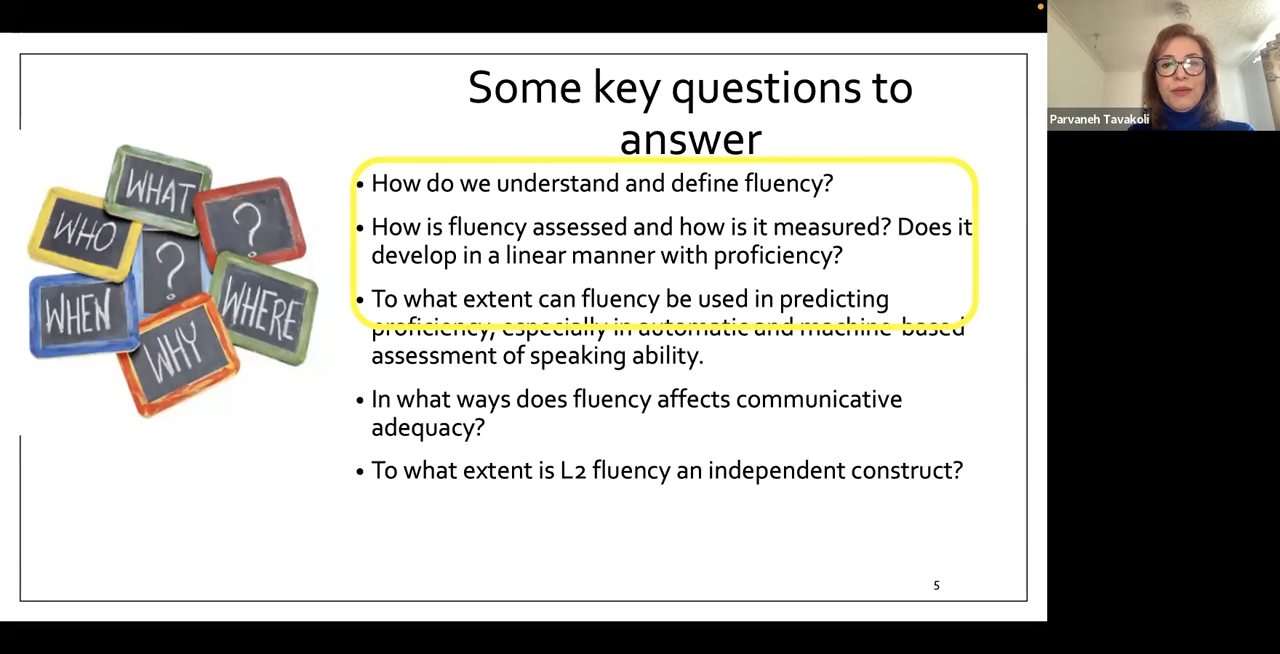 Some key questions to
answer
• How do we understand and define fluency?
• How is fluency assessed and how is it measured? Does it
develop in a linear manner with proficiency?
• To what extent can fluency be used in predicting
proficiency, especially in automatic and machine-based
assessment of speaking ability.
• In what ways does fluency affects communicative
adequacy?
• To what extent is L2 fluency an independent construct?
WHAT
?
WHO
?
WHEN
WHERE
WHY
5
Parvaneh Tavakoli